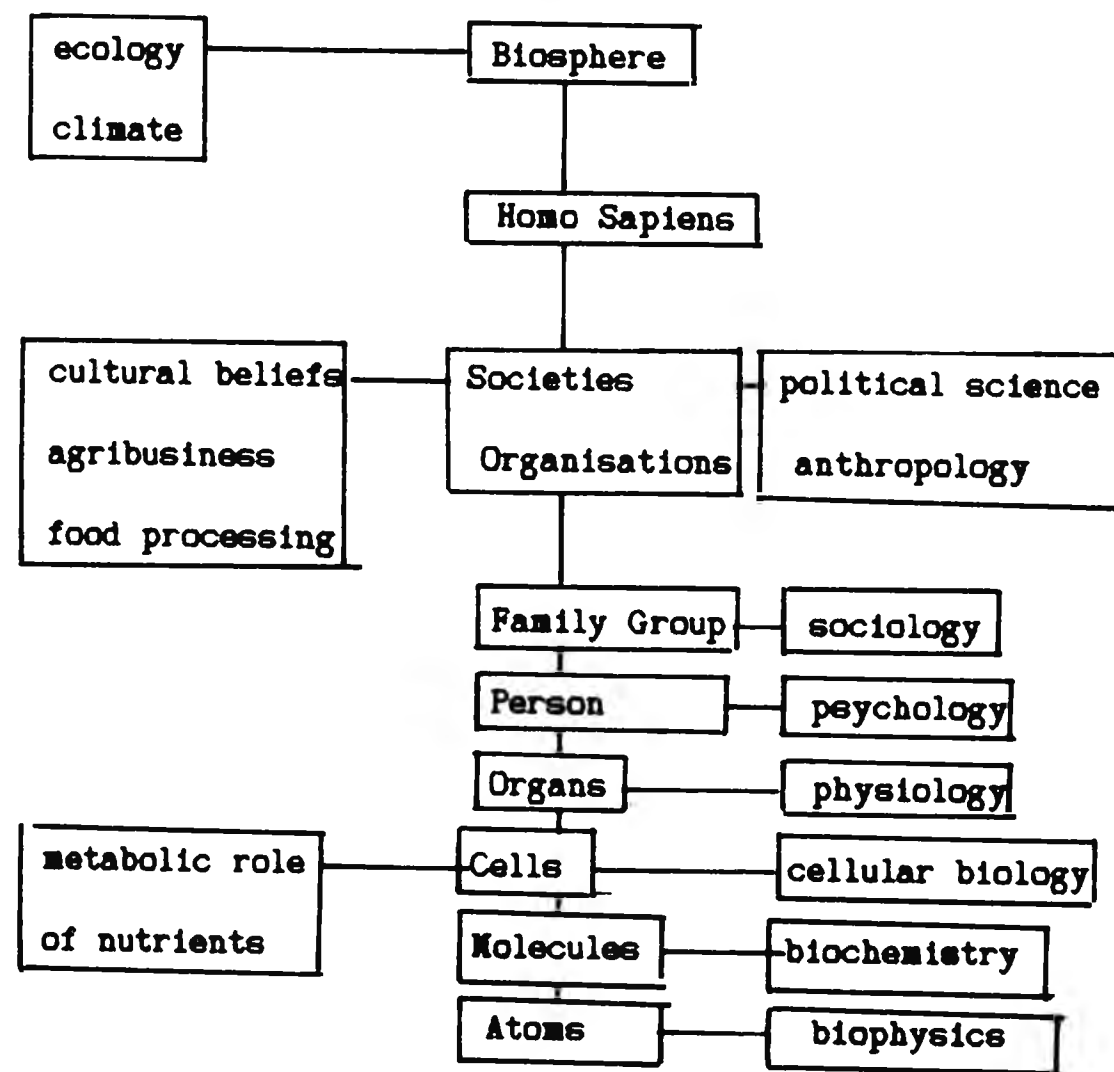 ecology
climate
Biosphere
Homo Sapiens
cultural beliefs
agribusiness
food processing
Societies
Organisations
political science
anthropology
Family Group
sociology
Person
psychology
Organs
physiology
metabolic role
of nutrients
Cells
cellular biology
Molecules
biochemistry
Atoms
biophysics